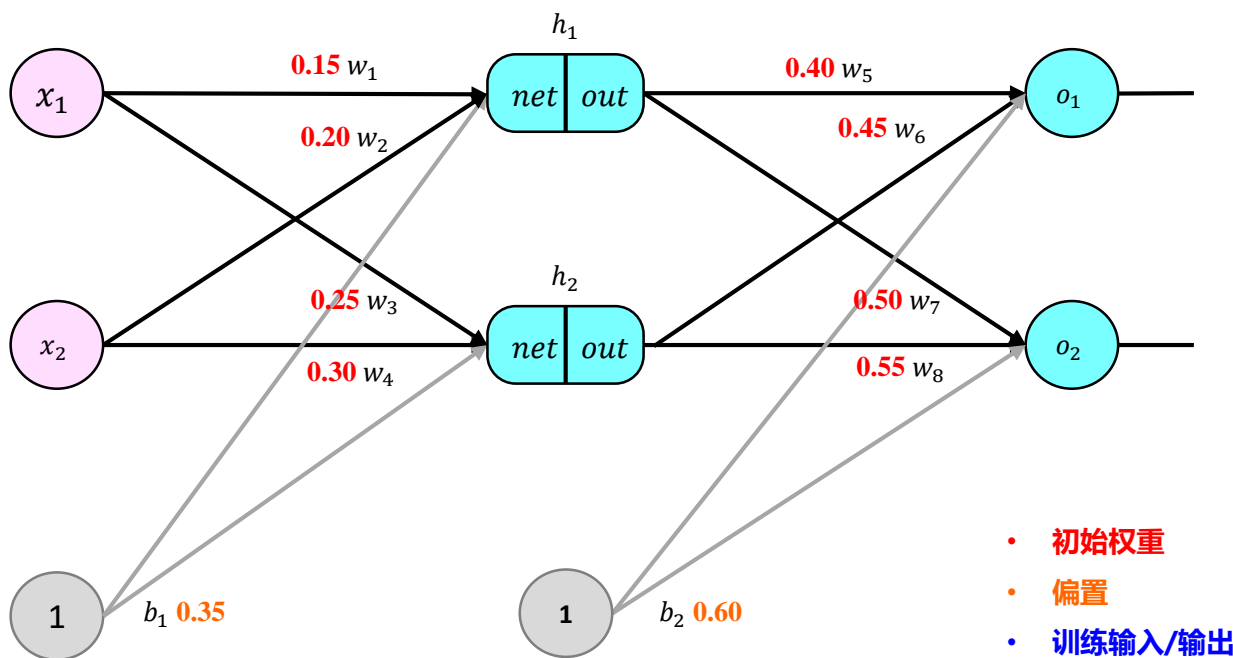 h₁
x₁
0.15 w₁
net out
0.40 w₅
o₁
0.20 w₂
0.45 w₆
h₂
0.25 w₃
0.50 w₇
x₂
net out
o₂
0.30 w₄
0.55 w₈
1
b₁ 0.35
1
b₂ 0.60
• 初始权重
• 偏置
• 训练输入/输出